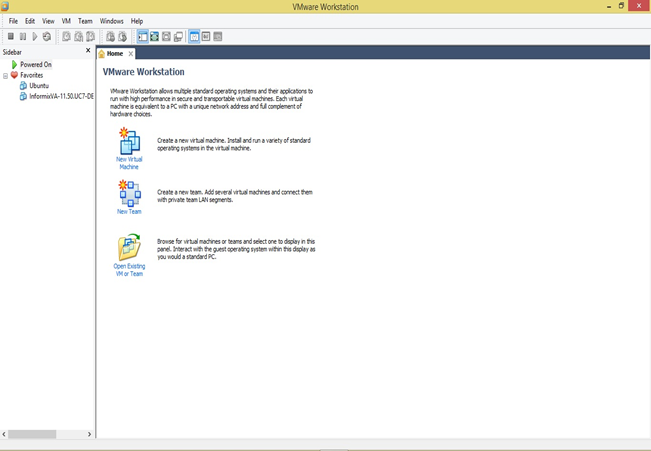 VMware Workstation
File Edit View VM Team Windows Help
Sidebar
Powered On
Favorites
Ubuntu
InformixVA-11.50.UC7-DE
Home
VMware Workstation
VMware Workstation allows multiple standard operating systems and their applications to
run with high performance in secure and transportable virtual machines. Each virtual
machine is equivalent to a PC with a unique network address and full complement of
hardware choices.
New Virtual
Machine
Create a new virtual machine. Install and run a variety of standard
operating systems in the virtual machine.
New Team
Create a new team. Add several virtual machines and connect them
with private team LAN segments.
Open Existing
VM or Team
Browse for virtual machines or teams and select one to display in this
panel. Interact with the guest operating system within this display as
you would a standard PC.